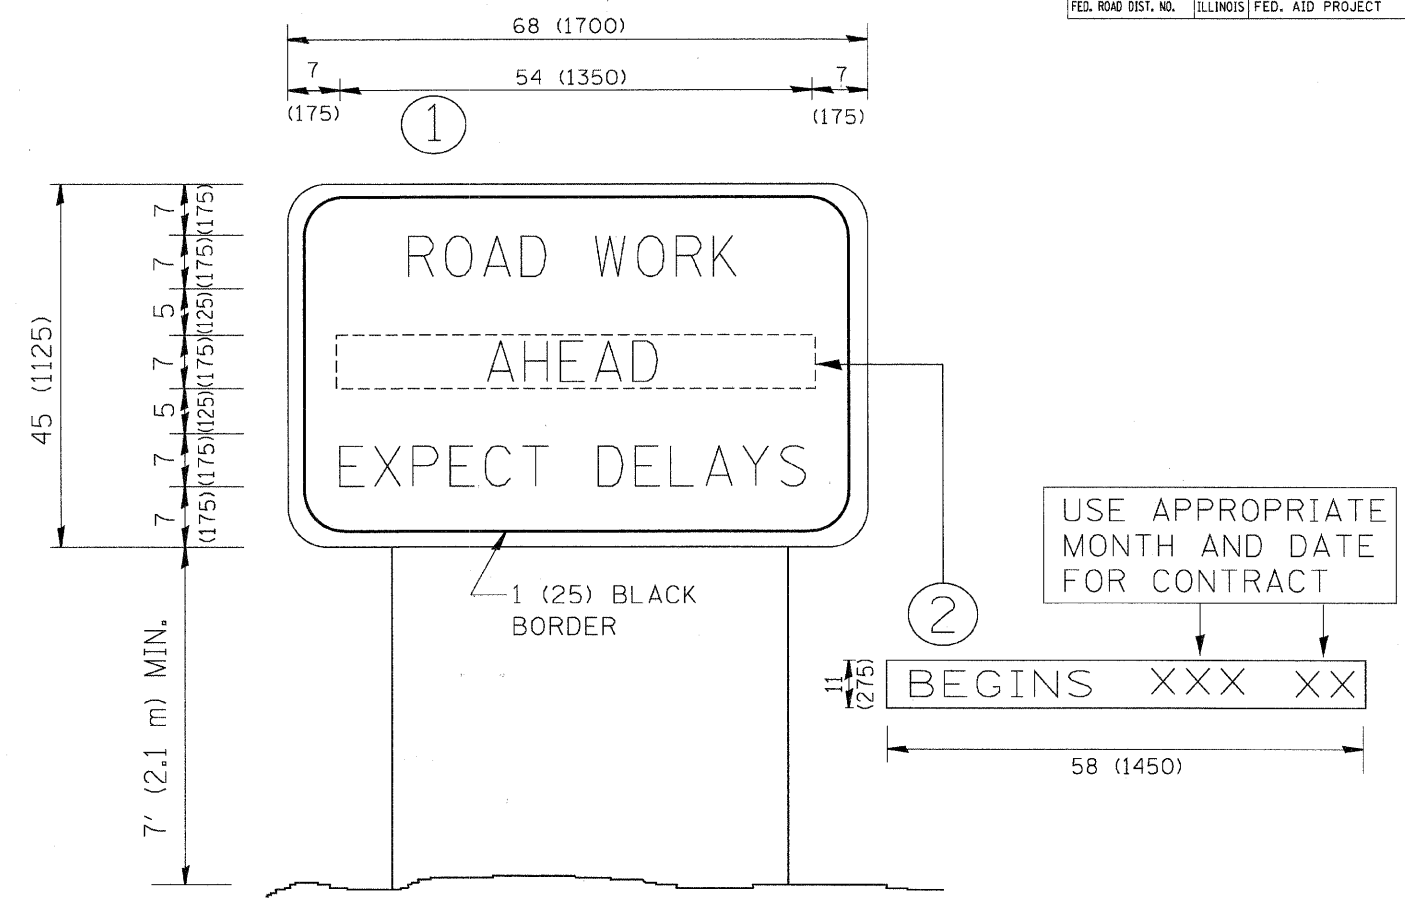 FED. ROAD DIST. NO. ILLINOIS FED. AID PROJECT
68 (1700)
7 54 (1350) 7
(175) (175)
1
7 (175)
7 (175)
5 (125)
7 (175)
5 (125)
7 (175)
7 (175)
45 (1125)
ROAD WORK
AHEAD
EXPECT DELAYS
1 (25) BLACK
BORDER
7' (2.1 m) MIN.
2
USE APPROPRIATE
MONTH AND DATE
FOR CONTRACT
11
(275)
BEGINS XXX XX
58 (1450)